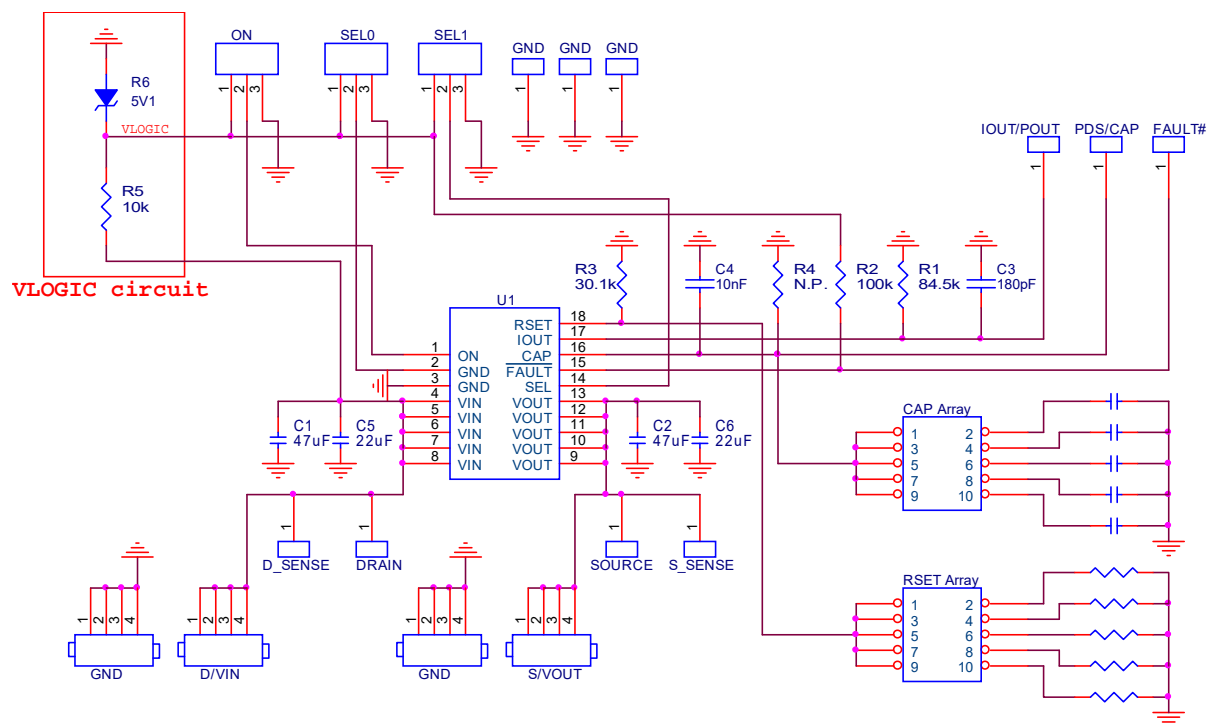 ON SEL0 SEL1 GND GND GND
R6
5V1
1 2 3 1 2 3 1 2 3 1 1 1
VLOGIC
IOUT/POUT PDS/CAP FAULT#
1 1 1
R5
10k
VLOGIC circuit
R3
30.1k
C4
10nF
R4
N.P.
R2
100k
R1
84.5k
C3
180pF
U1
RSET 18
IOUT 17
1 ON CAP 16
2 GND FAULT 15
3 GND SEL 14
4 VIN VOUT 13
5 VIN VOUT 12
6 VIN VOUT 11
7 VIN VOUT 10
8 VIN VOUT 9
C1
47uF
C5
22uF
C2
47uF
C6
22uF
CAP Array
1 2
3 4
5 6
7 8
9 10
1 1 1 1
D_SENSE DRAIN SOURCE S_SENSE
RSET Array
1 2
3 4
5 6
7 8
9 10
1 2 3 4 1 2 3 4 1 2 3 4 1 2 3 4
GND D/VIN GND S/VOUT